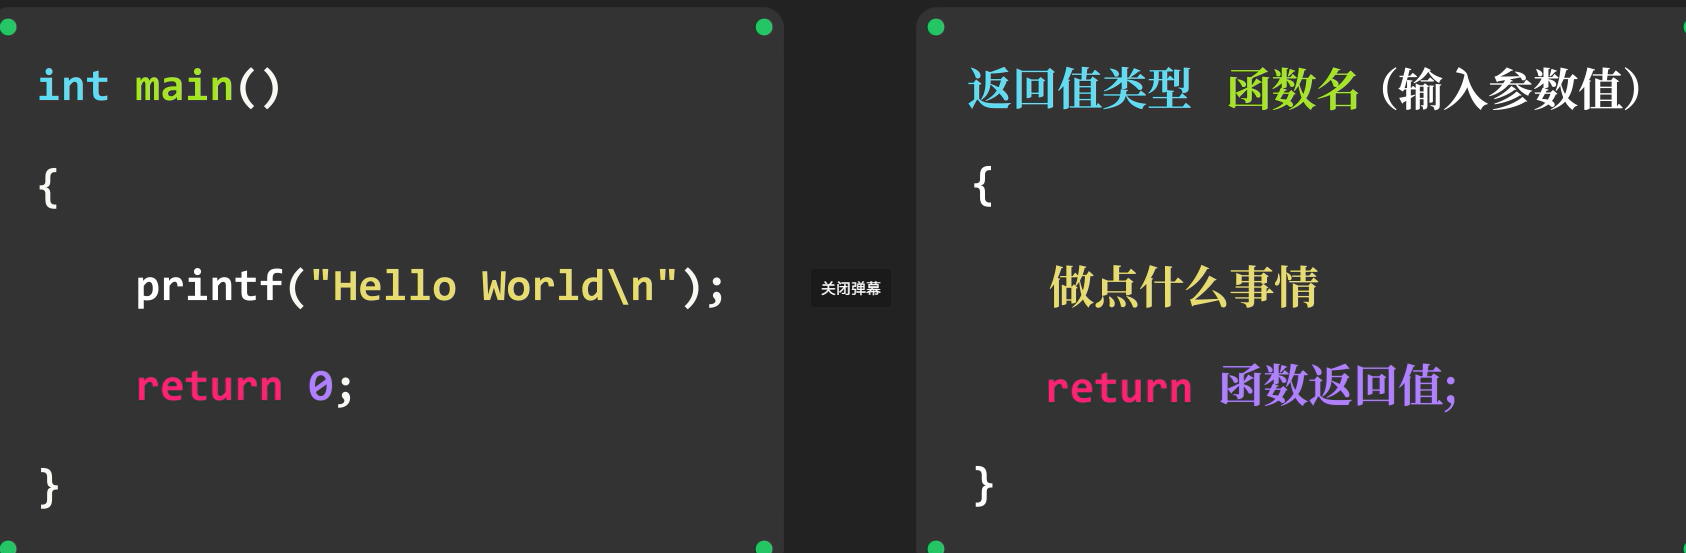 int main()
{
printf("Hello World\n");
return 0;
}
关闭弹幕
返回值类型 函数名（输入参数值）
{
做点什么事情
return 函数返回值;
}